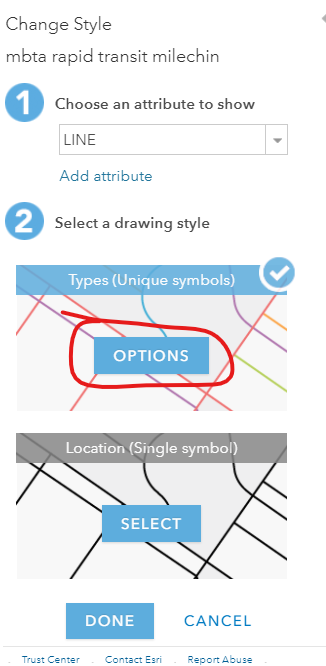 Change Style
mbta rapid transit milechin
1 Choose an attribute to show
LINE
Add attribute
2 Select a drawing style
Types (Unique symbols)
OPTIONS
Location (Single symbol)
SELECT
DONE CANCEL
Trust Center . Contact Esri . Report Abuse .